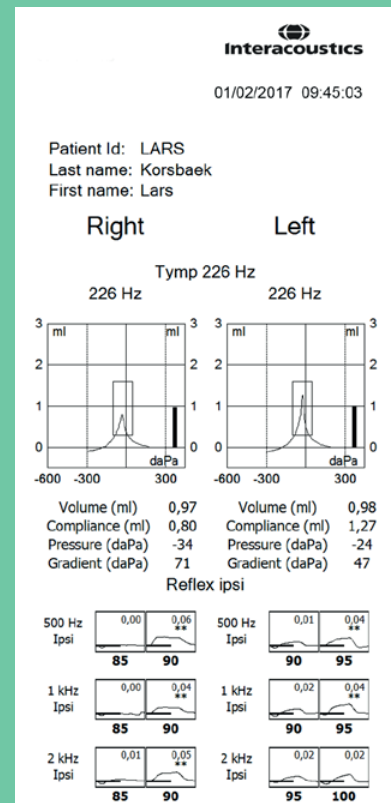 Interacoustics
01/02/2017 09:45:03
Patient Id: LARS
Last name: Korsbaek
First name: Lars
Right Left
Tymp 226 Hz
226 Hz 226 Hz
3 ml ml 3 3 ml ml 3
2 2 2 2
1 1 1 1
0 0 0 0
daPa daPa
-600 -300 300 -600 -300 300
Volume (ml) 0,97 Volume (ml) 0,98
Compliance (ml) 0,80 Compliance (ml) 1,27
Pressure (daPa) -34 Pressure (daPa) -24
Gradient (daPa) 71 Gradient (daPa) 47
Reflex ipsi
500 Hz 0,00 0,06 500 Hz 0,01 0,04
Ipsi ** Ipsi **
85 90 90 95
1 kHz 0,00 0,04 1 kHz 0,02 0,04
Ipsi ** Ipsi **
85 90 90 95
2 kHz 0,01 0,05 2 kHz 0,02 0,02
Ipsi ** Ipsi
85 90 95 100